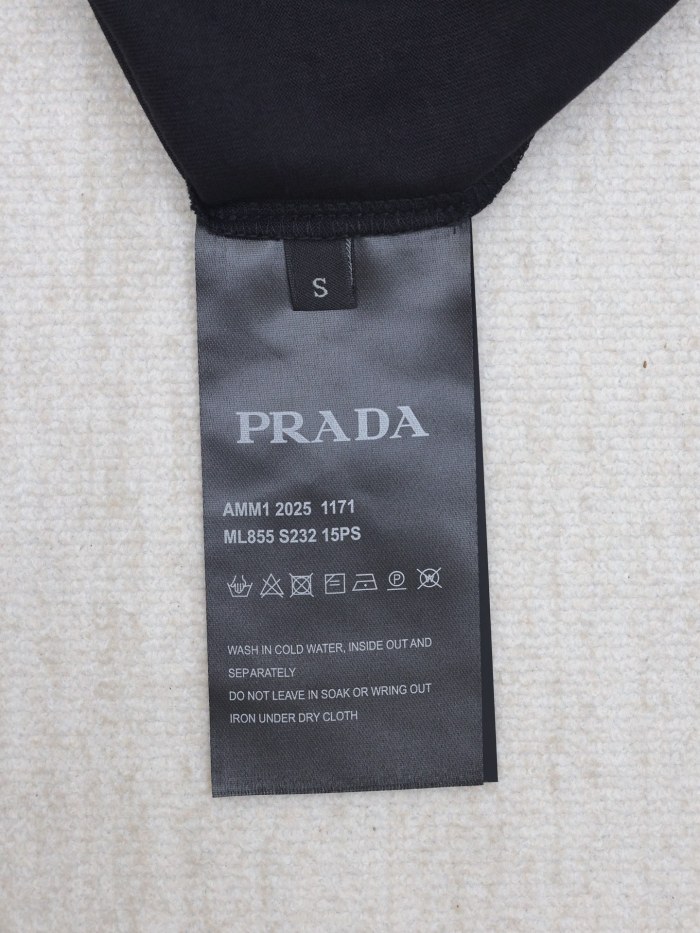 S
PRADA
AMM1 2025 1171
ML855 S232 15PS
WASH IN COLD WATER, INSIDE OUT AND
SEPARATELY
DO NOT LEAVE IN SOAK OR WRING OUT
IRON UNDER DRY CLOTH